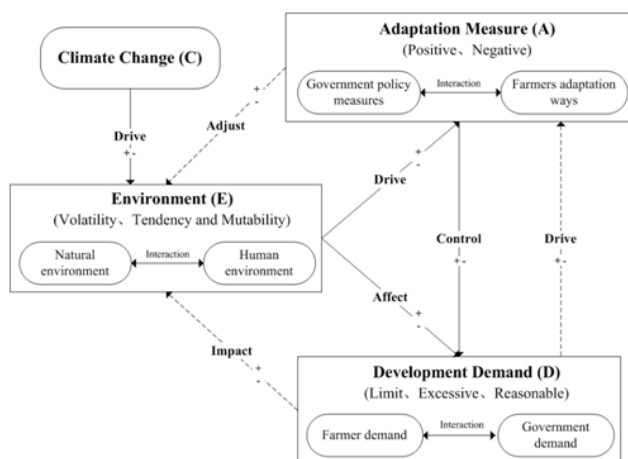 Adaptation Measure (A)
(Positive、Negative)
Climate Change (C)
Government policy
measures
Interaction
Farmers adaptation
ways
+
-
Adjust
Drive
+-
Environment (E)
(Volatility、Tendency and Mutability)
Natural
environment
Interaction
Human
environment
+
-
Drive
Control
+-
Drive
+-
Affect
+
-
Impact
+
-
Development Demand (D)
(Limit、Excessive、Reasonable)
Farmer demand
Interaction
Government
demand